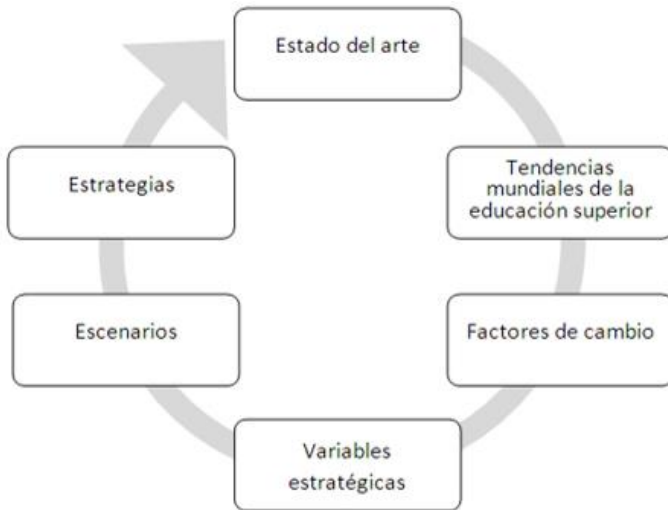 Estado del arte
Tendencias
mundiales de la
educación superior
Factores de cambio
Variables
estratégicas
Escenarios
Estrategias